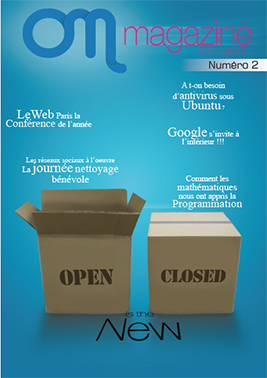 OM magazine
Numéro 2
A t-on besoin
d'antivirus sous
Ubuntu?
LeWeb Paris la
Conférence de l'année
Google s'invite à
l'intérieur !!!
Les réseaux sociaux à l'oeuvre
La journée nettoyage
bénévole
Comment les
mathématiques
nous ont appris la
Programmation
OPEN
CLOSED
is the
New